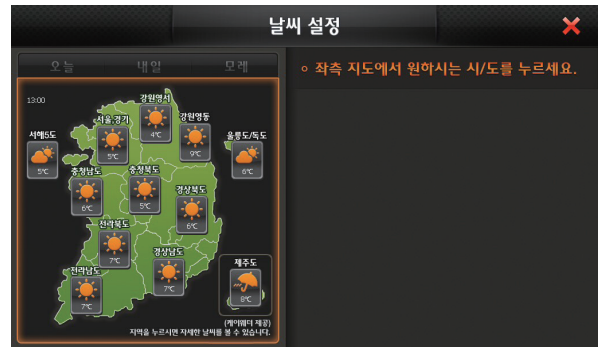 날씨 설정
오늘
내일
모레
◦ 좌측 지도에서 원하시는 시/도를 누르세요.
13:00
강원영서
4℃
서울.경기
5℃
강원영동
9℃
서해5도
5℃
울릉도/독도
6℃
충청남도
6℃
충청북도
5℃
경상북도
6℃
전라북도
7℃
경상남도
7℃
전라남도
7℃
제주도
8℃
(케이웨더 제공)
지역을 누르시면 자세한 날씨를 볼 수 있습니다.